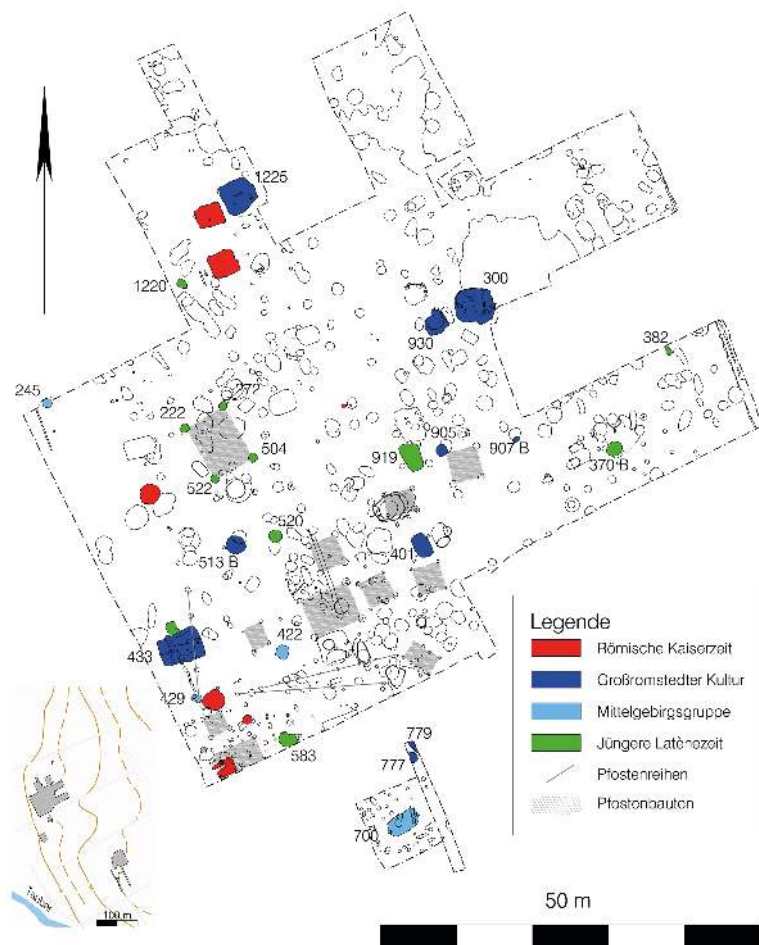 1225
1220
300
930
382
245
272
222
504
919
905
907 B
370 B
522
520
513 B
401
422
433
429
583
779
777
700
Legende
Römische Kaiserzeit
Großromstedter Kultur
Mittelgebirgsgruppe
Jüngere Latènezeit
Pfostenreihen
Pfostenbauten
Tauber
100 m
50 m